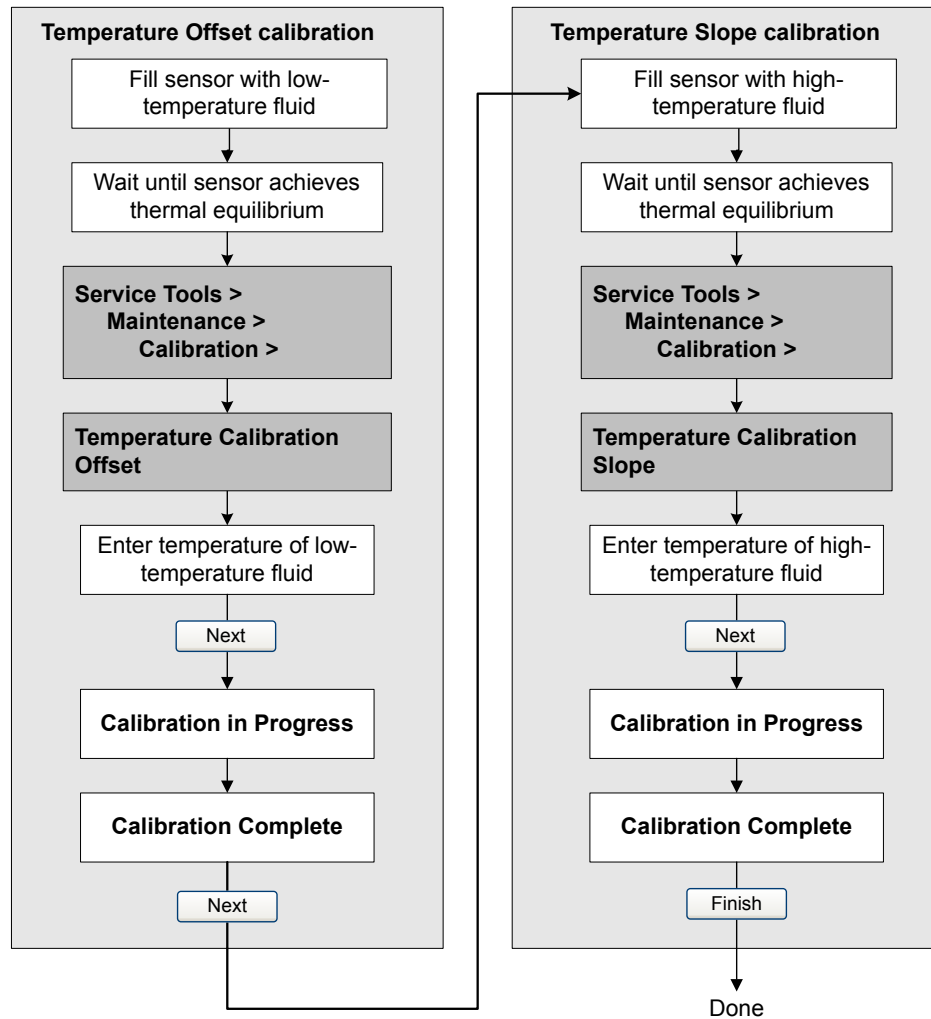 Temperature Offset calibration
Fill sensor with low-
temperature fluid
Wait until sensor achieves
thermal equilibrium
Service Tools >
Maintenance >
Calibration >
Temperature Calibration
Offset
Enter temperature of low-
temperature fluid
Next
Calibration in Progress
Calibration Complete
Next
Temperature Slope calibration
Fill sensor with high-
temperature fluid
Wait until sensor achieves
thermal equilibrium
Service Tools >
Maintenance >
Calibration >
Temperature Calibration
Slope
Enter temperature of high-
temperature fluid
Next
Calibration in Progress
Calibration Complete
Finish
Done